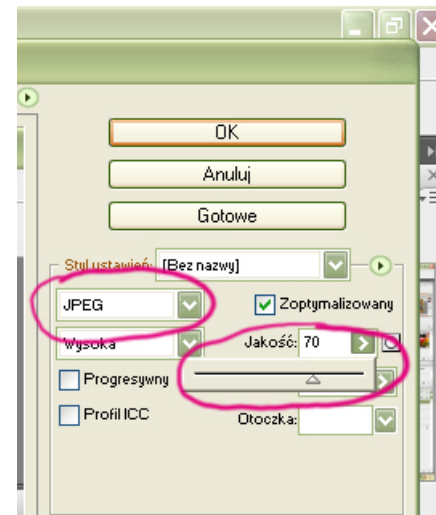 OK
Anuluj
Gotowe
Styl ustawień: [Bez nazwy]
JPEG
Zoptymalizowany
Wysoka
Jakość: 70
Progresywny
Profil ICC
Otoczka: